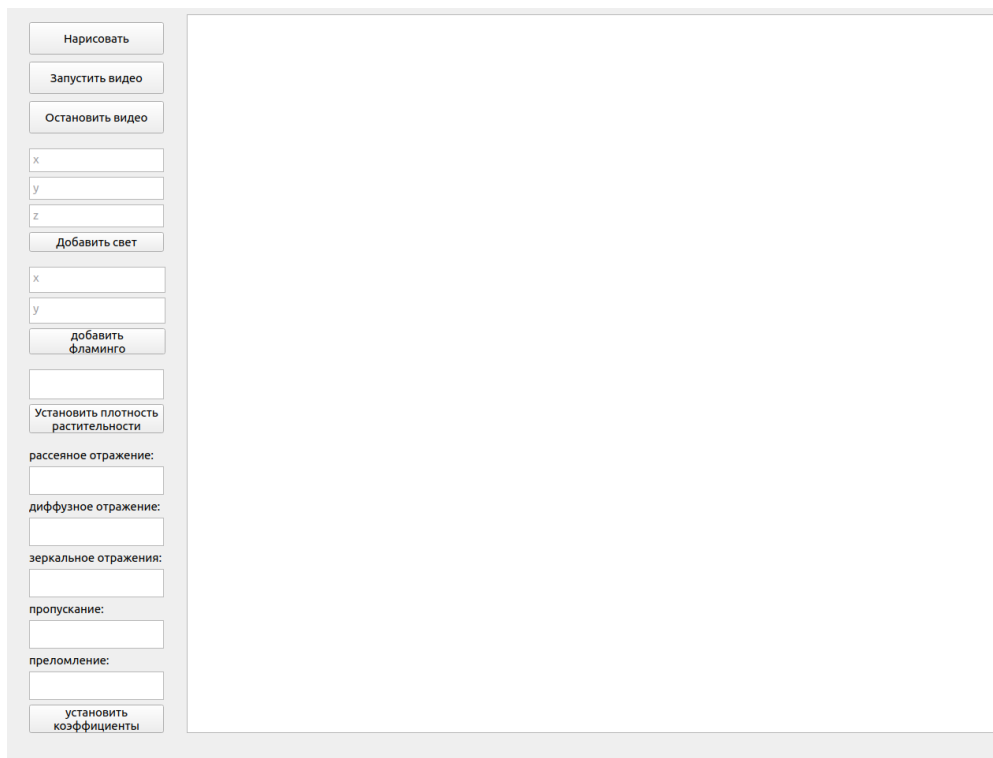 Нарисовать
Запустить видео
Остановить видео
x
y
z
Добавить свет
x
y
добавить
фламинго
Установить плотность
растительности
рассеяное отражение:
диффузное отражение:
зеркальное отражения:
пропускание:
преломление:
установить
коэффициенты